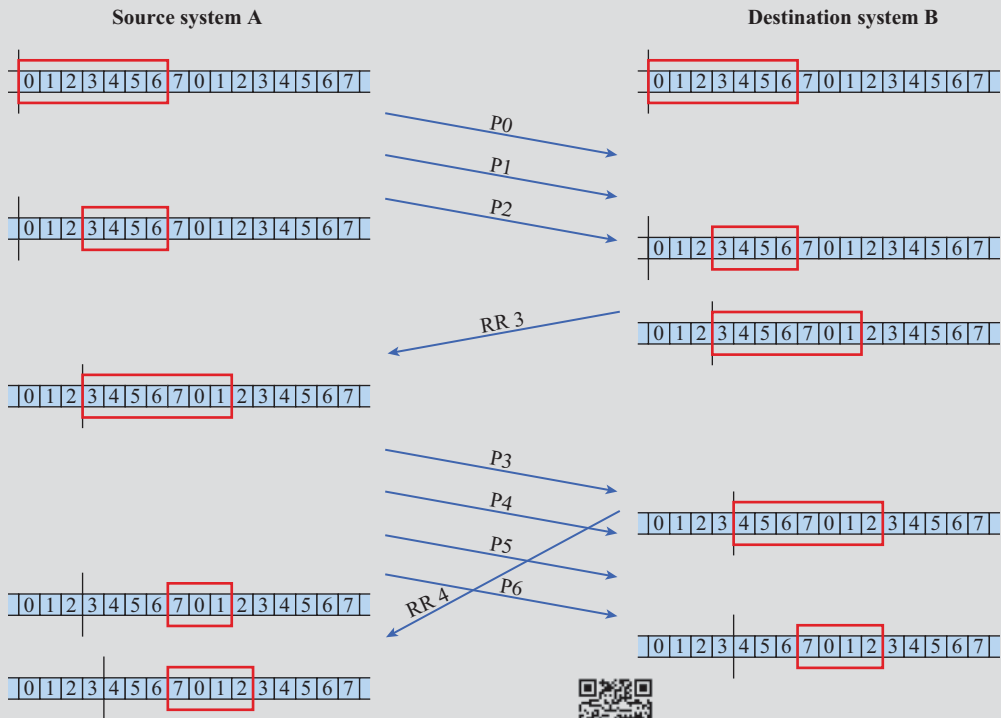 Source system A
Destination system B
0 1 2 3 4 5 6 7 0 1 2 3 4 5 6 7
0 1 2 3 4 5 6 7 0 1 2 3 4 5 6 7
P0
P1
P2
0 1 2 3 4 5 6 7 0 1 2 3 4 5 6 7
0 1 2 3 4 5 6 7 0 1 2 3 4 5 6 7
RR 3
0 1 2 3 4 5 6 7 0 1 2 3 4 5 6 7
0 1 2 3 4 5 6 7 0 1 2 3 4 5 6 7
P3
P4
0 1 2 3 4 5 6 7 0 1 2 3 4 5 6 7
P5
P6
RR 4
0 1 2 3 4 5 6 7 0 1 2 3 4 5 6 7
0 1 2 3 4 5 6 7 0 1 2 3 4 5 6 7
0 1 2 3 4 5 6 7 0 1 2 3 4 5 6 7